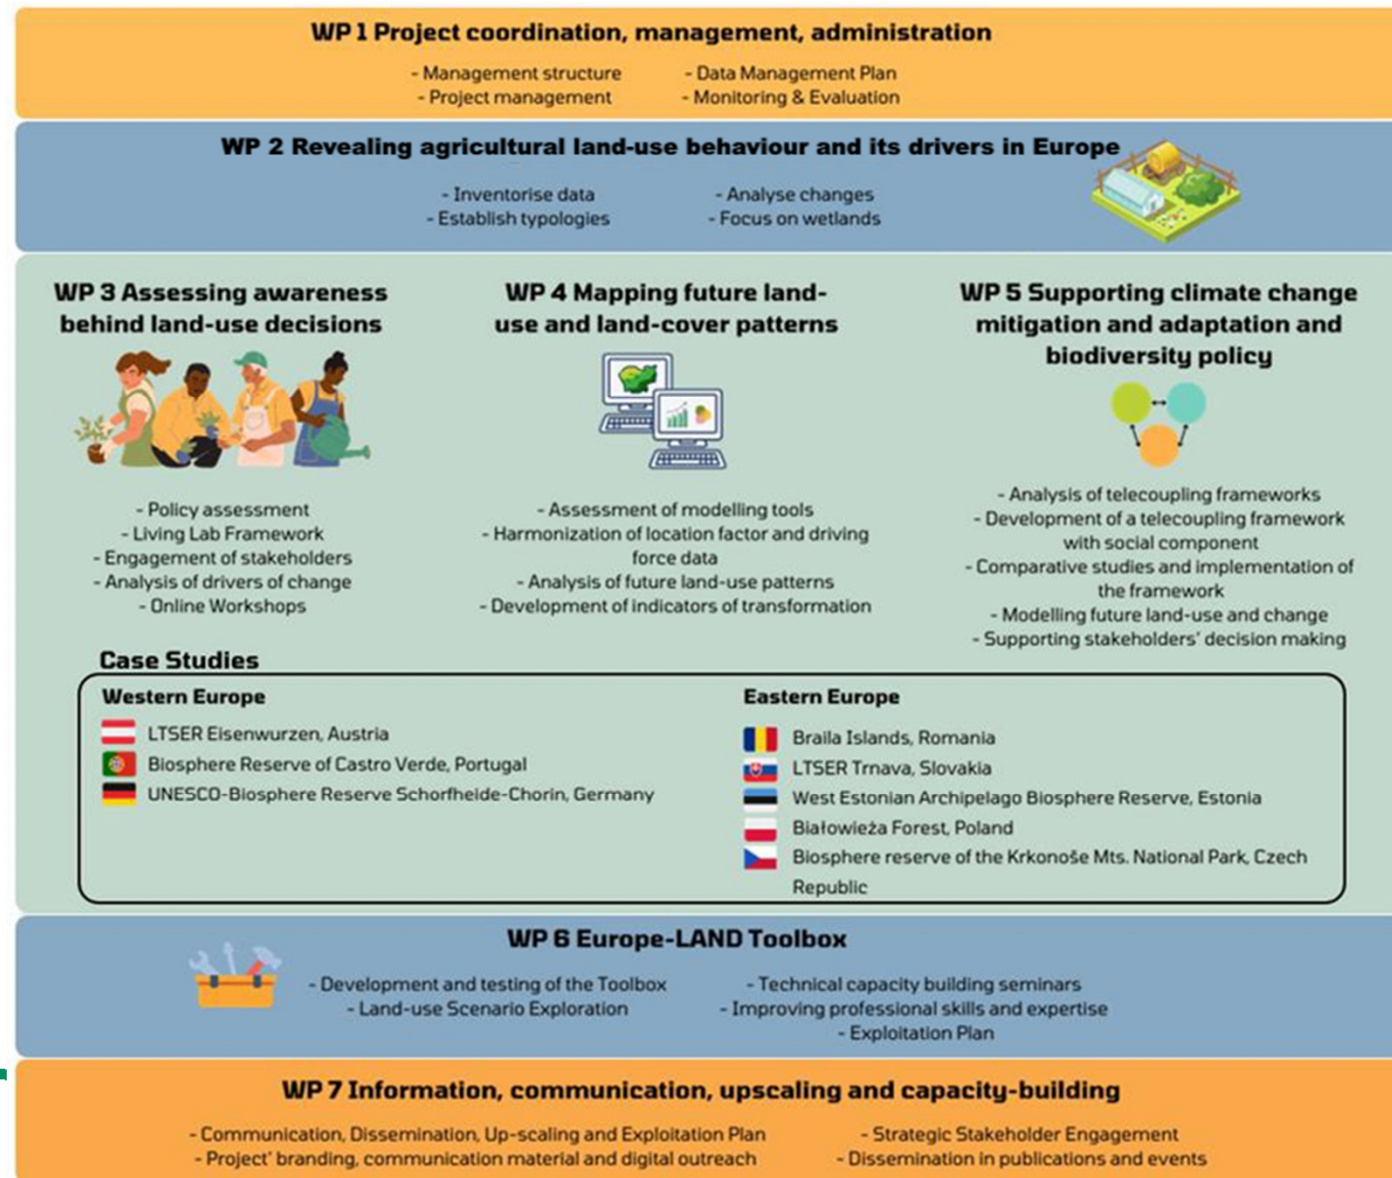 WP 1 Project coordination, management, administration
- Management structure
- Project management
- Data Management Plan
- Monitoring & Evaluation
WP 2 Revealing agricultural land-use behaviour and its drivers in Europe
- Inventorise data
- Establish typologies
- Analyse changes
- Focus on wetlands
WP 3 Assessing awareness
behind land-use decisions
- Policy assessment
- Living Lab Framework
- Engagement of stakeholders
- Analysis of drivers of change
- Online Workshops
WP 4 Mapping future land-
use and land-cover patterns
- Assessment of modelling tools
- Harmonization of location factor and driving
force data
- Analysis of future land-use patterns
- Development of indicators of transformation
WP 5 Supporting climate change
mitigation and adaptation and
biodiversity policy
- Analysis of telecoupling frameworks
- Development of a telecoupling framework
with social component
- Comparative studies and implementation of
the framework
- Modelling future land-use and change
- Supporting stakeholders' decision making
Case Studies
Western Europe
LTSER Eisenwurzen, Austria
Biosphere Reserve of Castro Verde, Portugal
UNESCO-Biosphere Reserve Schorfheide-Chorin, Germany
Eastern Europe
Braila Islands, Romania
LTSER Trnava, Slovakia
West Estonian Archipelago Biosphere Reserve, Estonia
Białowieża Forest, Poland
Biosphere reserve of the Krkonoše Mts. National Park, Czech
Republic
WP 6 Europe-LAND Toolbox
- Development and testing of the Toolbox
- Land-use Scenario Exploration
- Technical capacity building seminars
- Improving professional skills and expertise
- Exploitation Plan
WP 7 Information, communication, upscaling and capacity-building
- Communication, Dissemination, Up-scaling and Exploitation Plan
- Project' branding, communication material and digital outreach
- Strategic Stakeholder Engagement
- Dissemination in publications and events